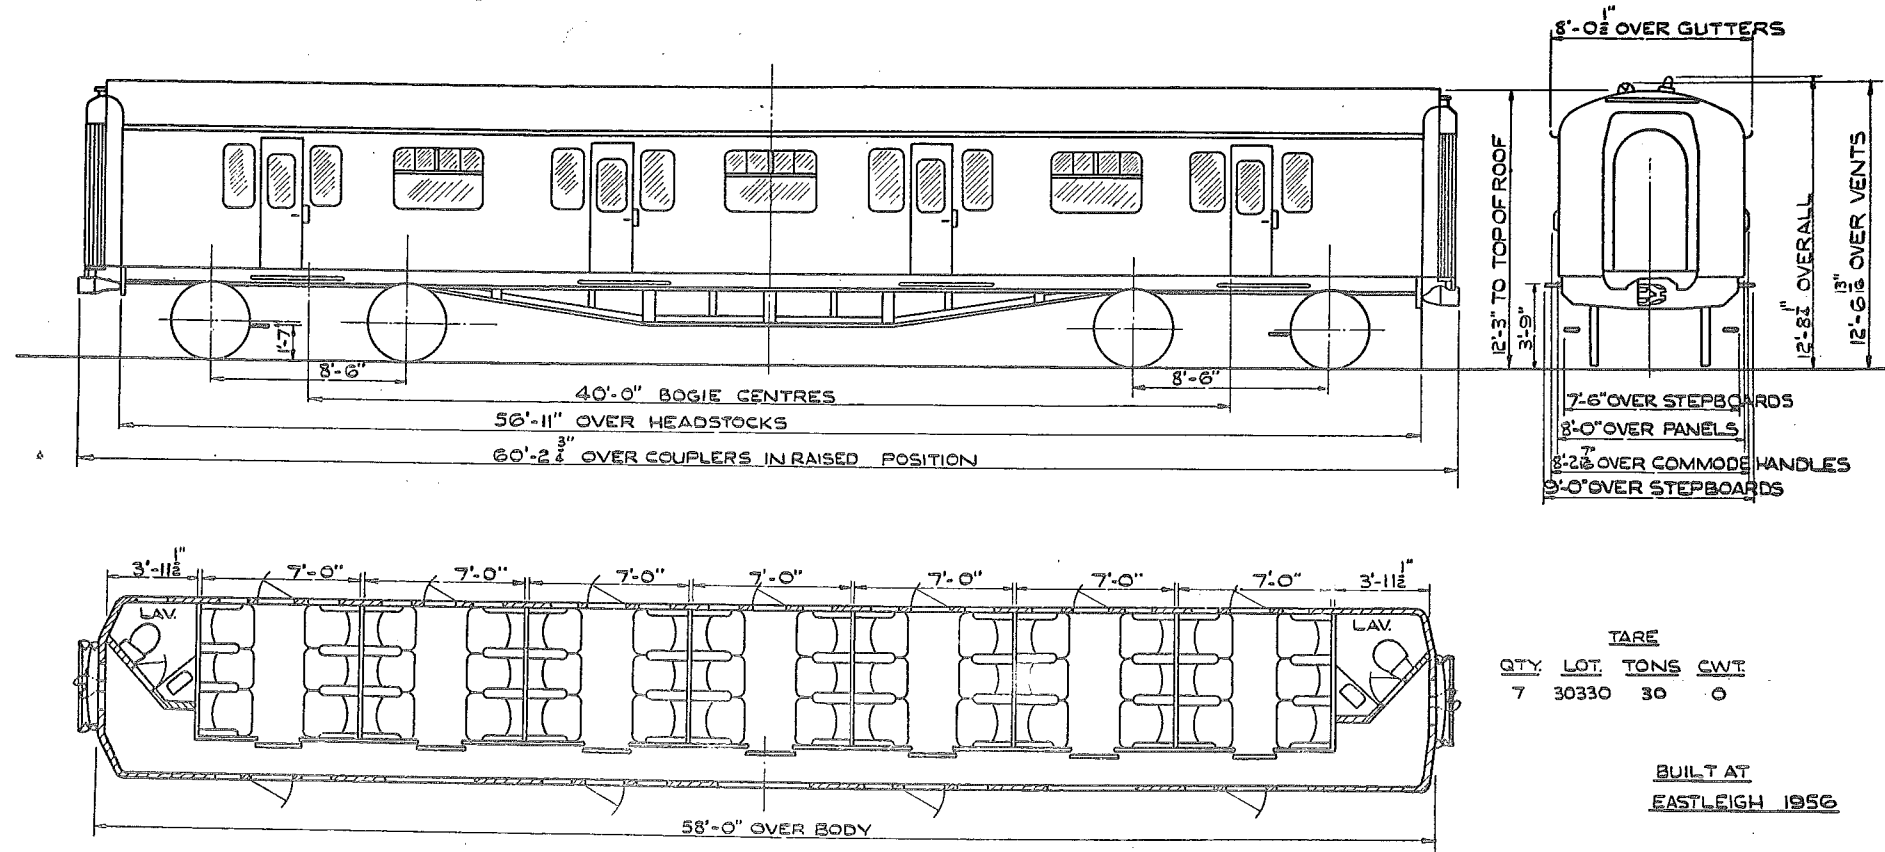 8'-0½" OVER GUTTERS
12'-3" TO TOP OF ROOF
3'-9"
12'-8¼" OVERALL
12'-6 13/16" OVER VENTS
1'-7"
8'-6"
8'-6"
40'-0" BOGIE CENTRES
56'-11" OVER HEADSTOCKS
60'-2¾" OVER COUPLERS IN RAISED POSITION
7'-6" OVER STEPBOARDS
8'-0" OVER PANELS
8'-2 7/16" OVER COMMODE HANDLES
9'-0" OVER STEPBOARDS
3'-11½" 7'-0" 7'-0" 7'-0" 7'-0" 7'-0" 7'-0" 7'-0" 3'-11½"
LAV. LAV.
TARE
QTY. LOT. TONS CWT.
7 30330 30 0
BUILT AT
EASTLEIGH 1956
58'-0" OVER BODY